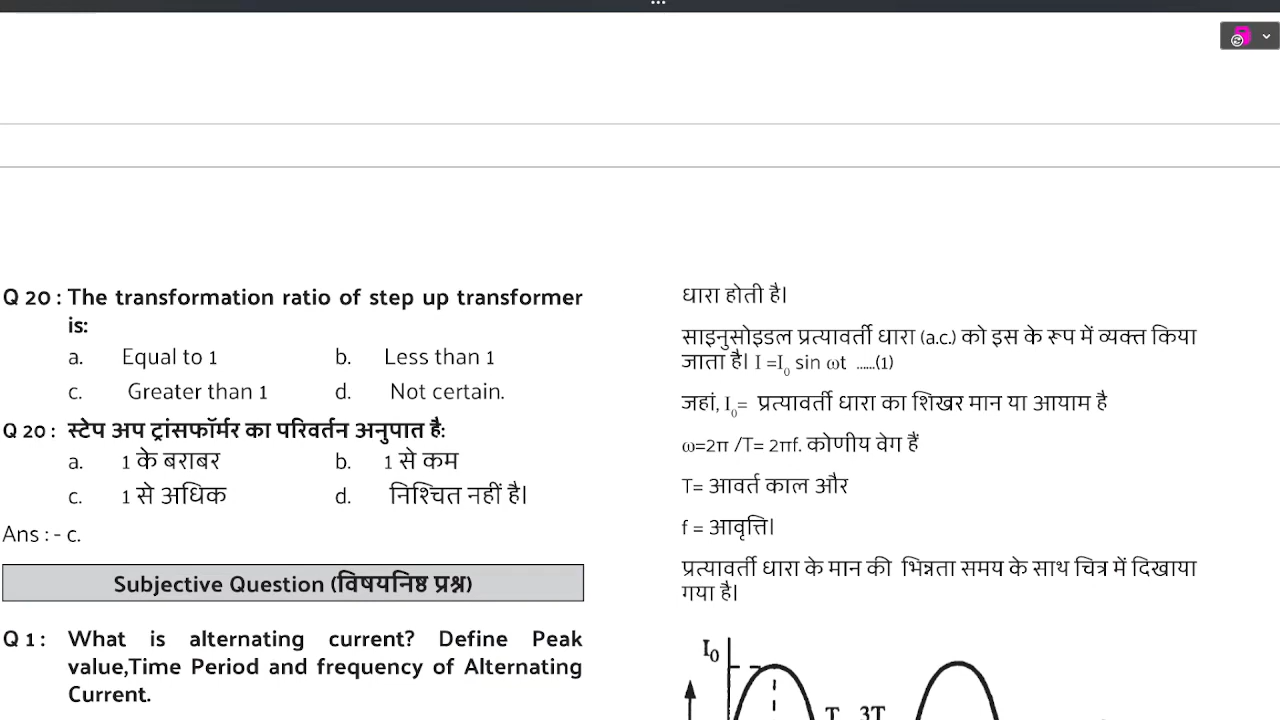 Q 20 : The transformation ratio of step up transformer
is:
a. Equal to 1 b. Less than 1
c. Greater than 1 d. Not certain.
Q 20 : स्टेप अप ट्रांसफॉर्मर का परिवर्तन अनुपात है:
a. 1 के बराबर b. 1 से कम
c. 1 से अधिक d. निश्चित नहीं है।
Ans : - c.
Subjective Question (विषयनिष्ठ प्रश्न)
Q 1 : What is alternating current? Define Peak
value,Time Period and frequency of Alternating
Current.
धारा होती है।
साइनुसोइडल प्रत्यावर्ती धारा (a.c.) को इस के रूप में व्यक्त किया
जाता है। I =I₀ sin ωt ......(1)
जहां, I₀= प्रत्यावर्ती धारा का शिखर मान या आयाम है
ω=2π /T= 2πf. कोणीय वेग हैं
T= आवर्त काल और
f = आवृत्ति।
प्रत्यावर्ती धारा के मान की भिन्नता समय के साथ चित्र में दिखाया
गया है।
I₀
T 3T